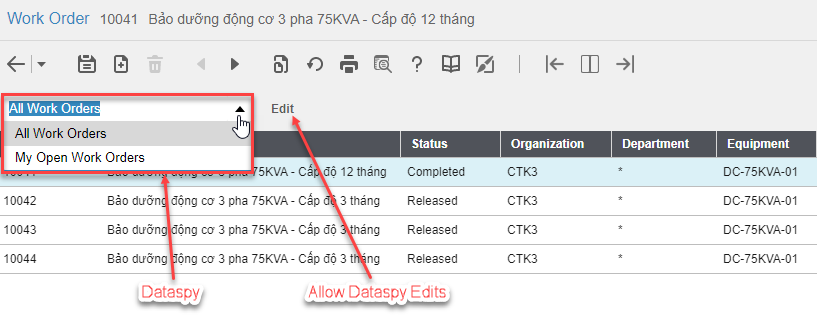 Work Order 10041 Bảo dưỡng động cơ 3 pha 75KVA - Cấp độ 12 tháng
All Work Orders Edit
All Work Orders
My Open Work Orders
Status Organization Department Equipment
10041 Bảo dưỡng động cơ 3 pha 75KVA - Cấp độ 12 tháng Completed CTK3 * DC-75KVA-01
10042 Bảo dưỡng động cơ 3 pha 75KVA - Cấp độ 3 tháng Released CTK3 * DC-75KVA-01
10043 Bảo dưỡng động cơ 3 pha 75KVA - Cấp độ 3 tháng Released CTK3 * DC-75KVA-01
10044 Bảo dưỡng động cơ 3 pha 75KVA - Cấp độ 3 tháng Released CTK3 * DC-75KVA-01
Dataspy Allow Dataspy Edits